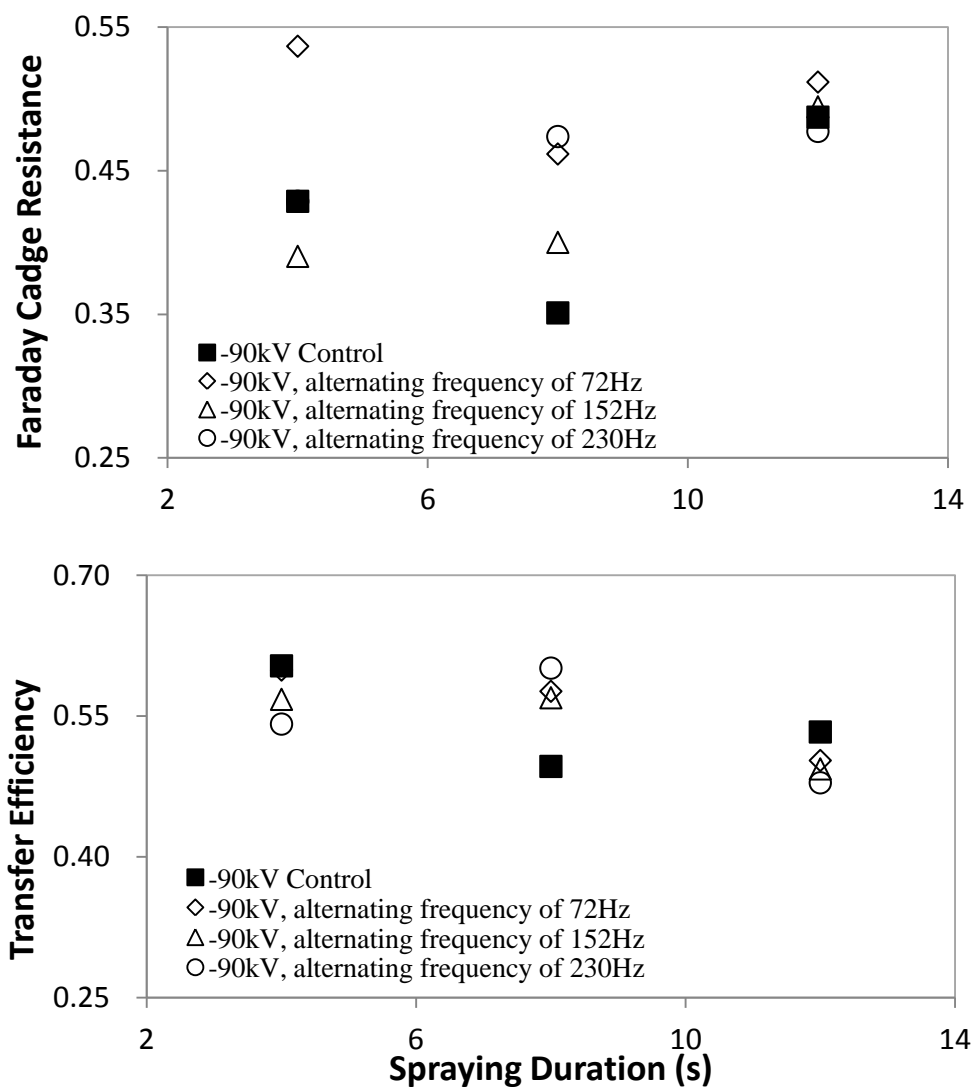 0.55
0.45
0.35
0.25
Faraday Cadge Resistance
-90kV Control
-90kV, alternating frequency of 72Hz
-90kV, alternating frequency of 152Hz
-90kV, alternating frequency of 230Hz
2 6 10 14
0.70
0.55
0.40
0.25
Transfer Efficiency
-90kV Control
-90kV, alternating frequency of 72Hz
-90kV, alternating frequency of 152Hz
-90kV, alternating frequency of 230Hz
2 6 10 14
Spraying Duration (s)